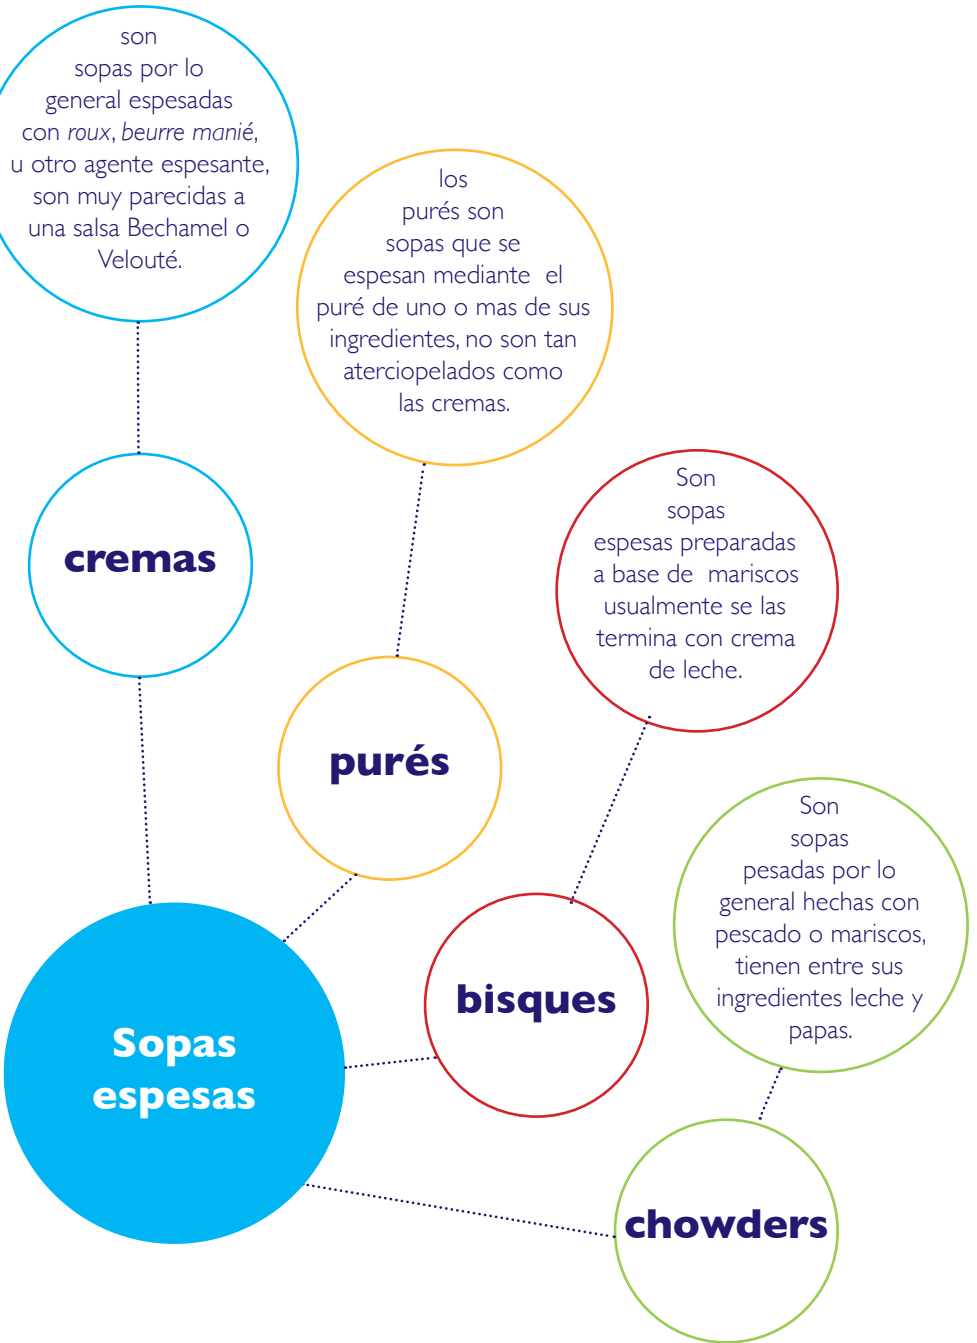 son
sopas por lo
general espesadas
con roux, beurre manié,
u otro agente espesante,
son muy parecidas a
una salsa Bechamel o
Velouté.
los
purés son
sopas que se
espesan mediante el
puré de uno o mas de sus
ingredientes, no son tan
aterciopelados como
las cremas.
cremas
Son
sopas
espesas preparadas
a base de mariscos
usualmente se las
termina con crema
de leche.
purés
Son
sopas
pesadas por lo
general hechas con
pescado o mariscos,
tienen entre sus
ingredientes leche y
papas.
bisques
Sopas
espesas
chowders